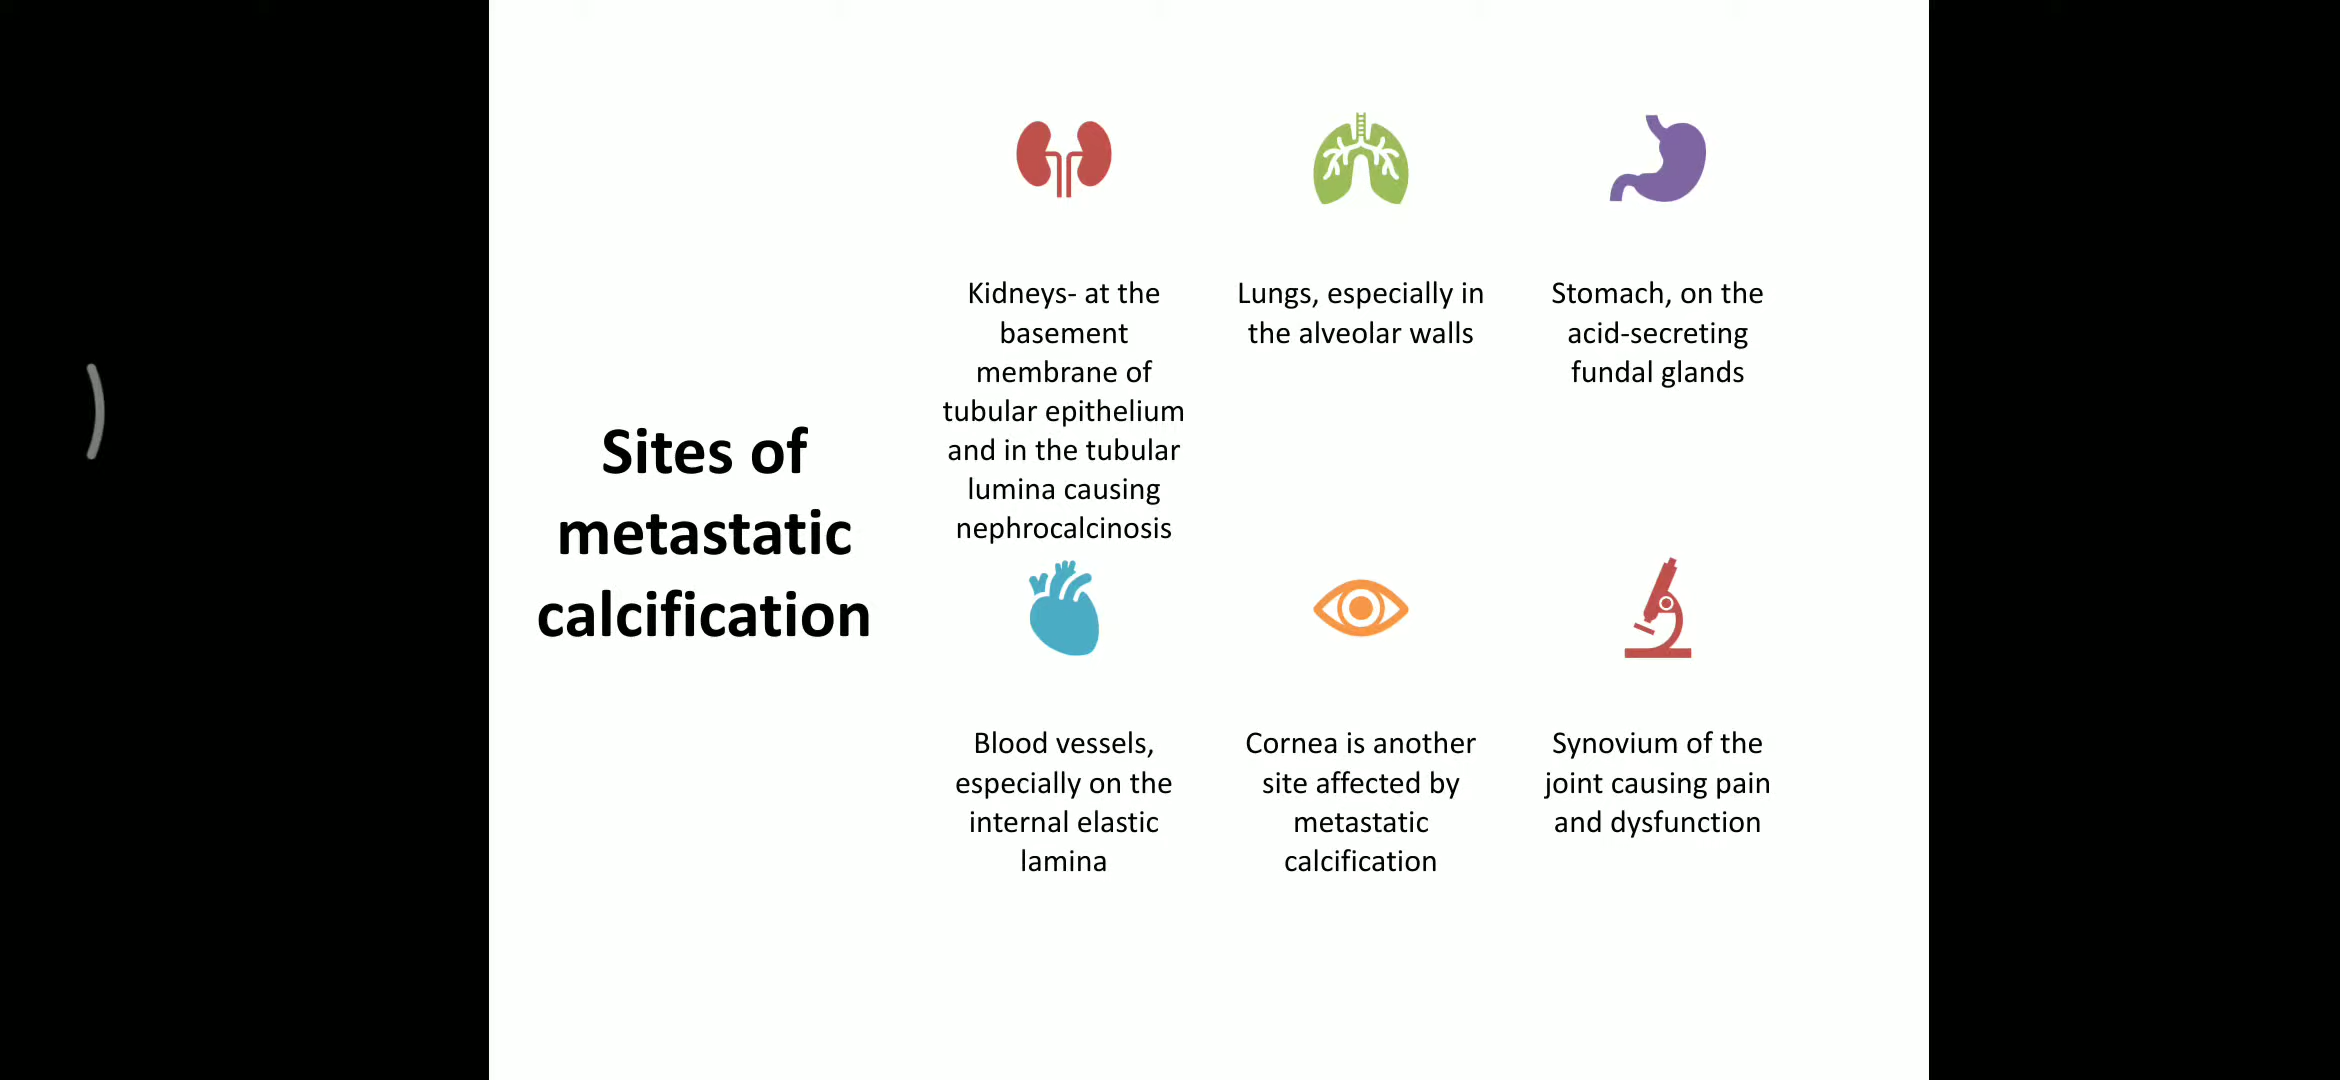 Sites of
metastatic
calcification
Kidneys- at the
basement
membrane of
tubular epithelium
and in the tubular
lumina causing
nephrocalcinosis
Lungs, especially in
the alveolar walls
Stomach, on the
acid-secreting
fundal glands
Blood vessels,
especially on the
internal elastic
lamina
Cornea is another
site affected by
metastatic
calcification
Synovium of the
joint causing pain
and dysfunction